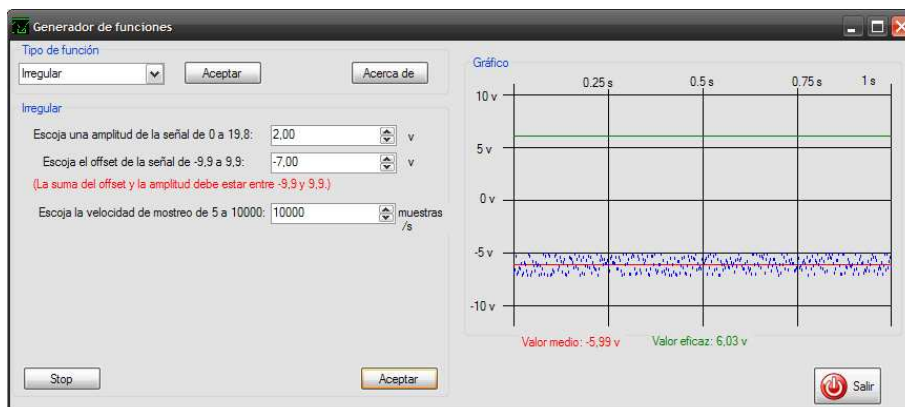 Generador de funciones
Tipo de función
Irregular
Aceptar
Acerca de
Irregular
Escoja una amplitud de la señal de 0 a 19,8: 2,00 v
Escoja el offset de la señal de -9,9 a 9,9: -7,00 v
(La suma del offset y la amplitud debe estar entre -9,9 y 9,9.)
Escoja la velocidad de mostreo de 5 a 10000: 10000 muestras
/s
Stop
Aceptar
Gráfico
0.25 s 0.5 s 0.75 s 1 s
10 v
5 v
0 v
-5 v
-10 v
Valor medio: -5,99 v Valor eficaz: 6,03 v
Salir